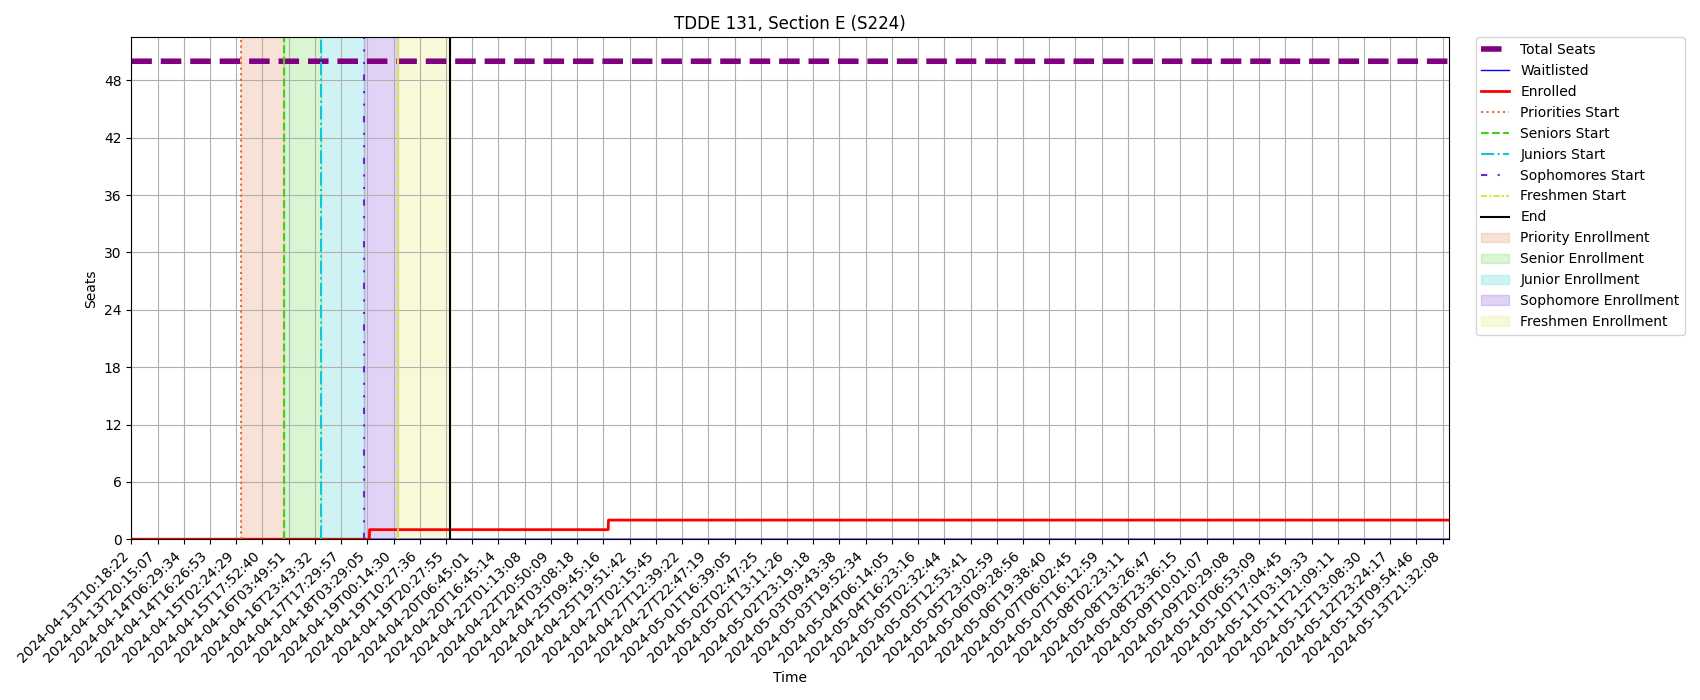 TDDE 131, Section E (S224)
Seats
48
42
36
30
24
18
12
6
0
2024-04-13T10:18:22
2024-04-13T20:15:07
2024-04-14T06:29:34
2024-04-14T16:26:53
2024-04-15T02:24:29
2024-04-15T17:52:40
2024-04-16T03:49:51
2024-04-16T23:43:32
2024-04-17T17:29:57
2024-04-18T03:29:05
2024-04-19T00:14:30
2024-04-19T10:27:36
2024-04-19T20:27:55
2024-04-20T06:45:01
2024-04-20T16:45:14
2024-04-22T01:13:08
2024-04-22T22:50:09
2024-04-24T03:08:18
2024-04-25T09:45:16
2024-04-25T19:51:42
2024-04-27T02:15:45
2024-04-27T12:39:22
2024-04-27T22:47:19
2024-05-01T16:39:05
2024-05-02T02:47:25
2024-05-02T13:11:26
2024-05-02T23:19:18
2024-05-03T09:43:38
2024-05-03T19:52:34
2024-05-04T06:14:05
2024-05-04T16:23:16
2024-05-05T02:32:44
2024-05-05T12:53:41
2024-05-05T23:02:59
2024-05-06T09:28:56
2024-05-06T19:38:40
2024-05-07T06:02:45
2024-05-07T16:12:59
2024-05-08T02:23:11
2024-05-08T13:26:47
2024-05-08T23:36:15
2024-05-09T10:01:07
2024-05-09T20:29:08
2024-05-10T06:53:09
2024-05-10T17:04:45
2024-05-11T03:19:33
2024-05-11T21:09:11
2024-05-12T13:08:30
2024-05-12T23:24:17
2024-05-13T09:54:46
2024-05-13T21:32:08
Time
Total Seats
Waitlisted
Enrolled
Priorities Start
Seniors Start
Juniors Start
Sophomores Start
Freshmen Start
End
Priority Enrollment
Senior Enrollment
Junior Enrollment
Sophomore Enrollment
Freshmen Enrollment